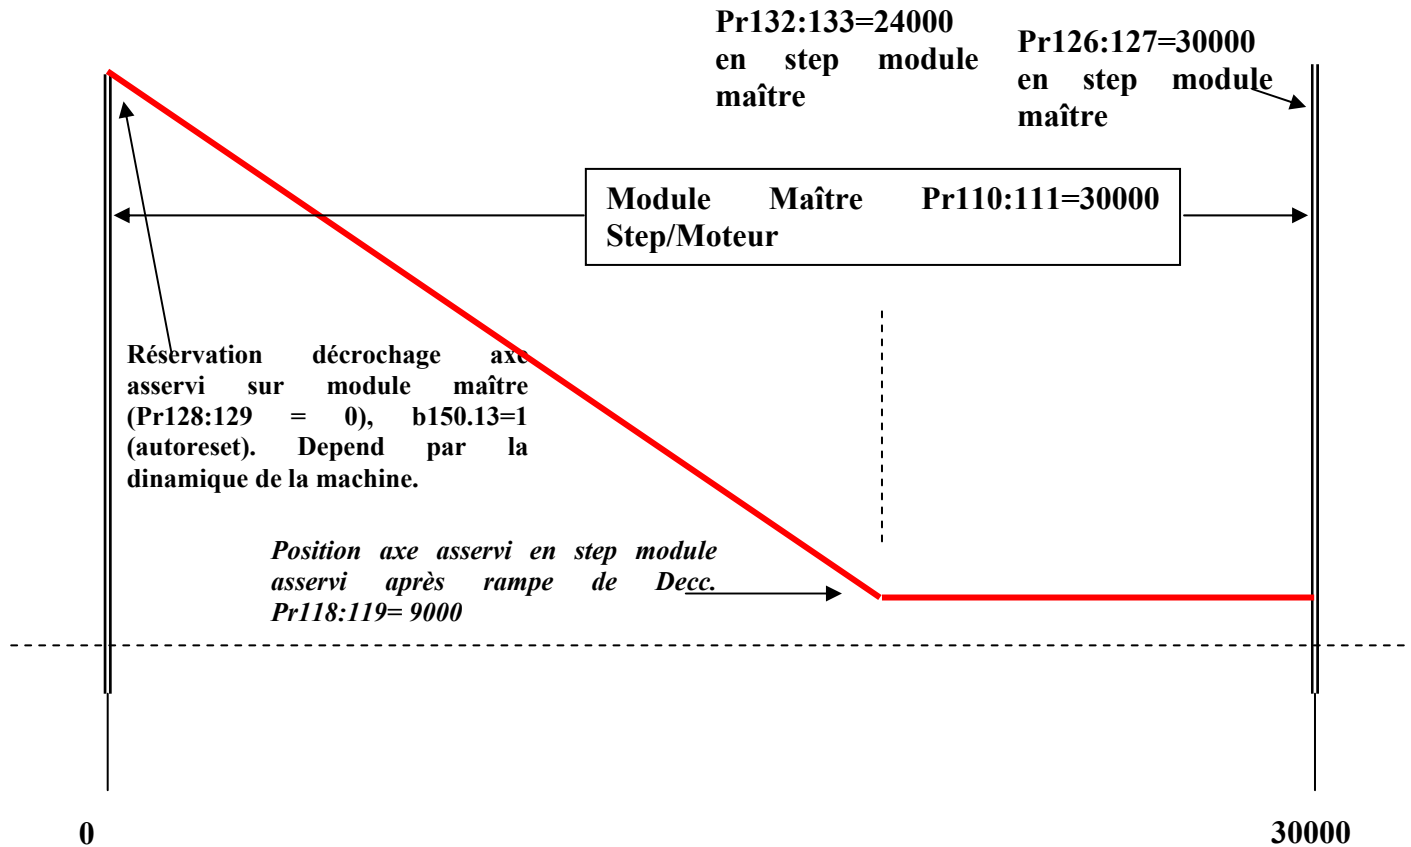 Pr132:133=24000
en step module
maître
Pr126:127=30000
en step module
maître
Module Maître Pr110:111=30000
Step/Moteur
Réservation décrochage axe
asservi sur module maître
(Pr128:129 = 0), b150.13=1
(autoreset). Depend par la
dinamique de la machine.
Position axe asservi en step module
asservi après rampe de Decc.
Pr118:119= 9000
0
30000